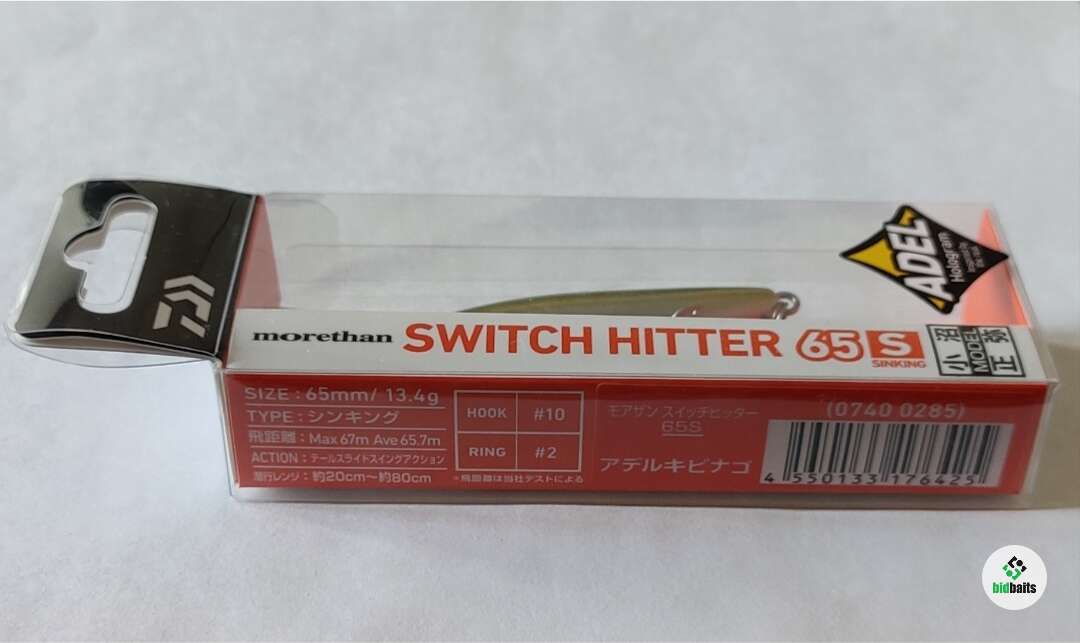 ADEL
Hologram
Inspired by
the real
morethan SWITCH HITTER 65 S
SINKING
小沼
MODEL
正弥
SIZE : 65mm/ 13.4g
TYPE : シンキング
飛距離 : Max 67m Ave 65.7m
ACTION : テールスライドスイングアクション
潜行レンジ : 約20cm～約80cm
HOOK #10
RING #2
*飛距離は当社テストによる
モアザン スイッチヒッター
65S
アデルキビナゴ
(0740 0285)
4 550133 176425
bidbaits